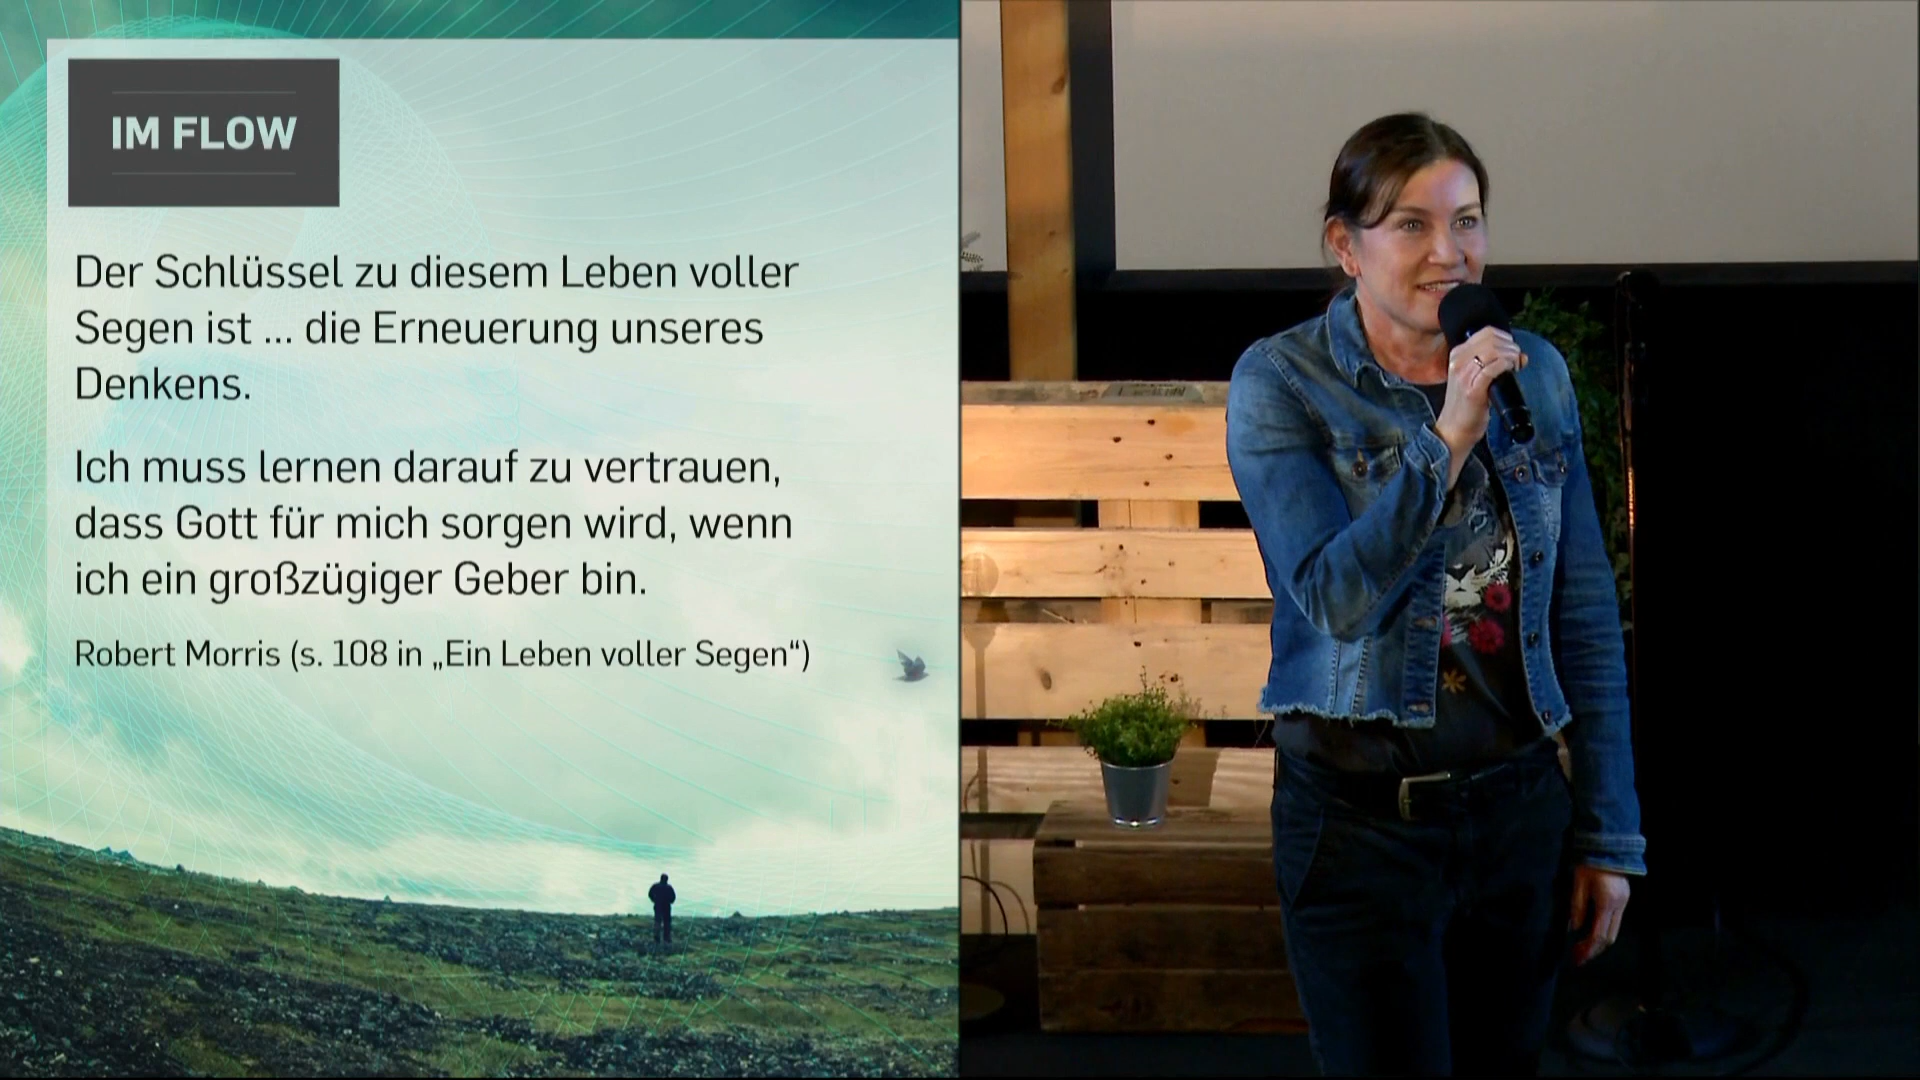 IM FLOW
Der Schlüssel zu diesem Leben voller
Segen ist ... die Erneuerung unseres
Denkens.
Ich muss lernen darauf zu vertrauen,
dass Gott für mich sorgen wird, wenn
ich ein großzügiger Geber bin.
Robert Morris (s. 108 in „Ein Leben voller Segen“)